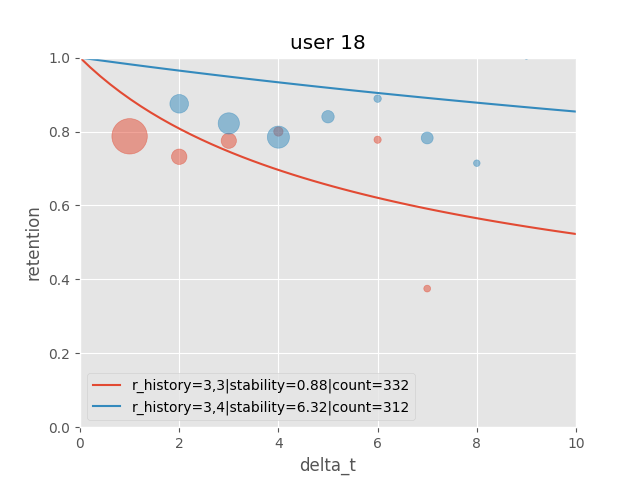 user 18
1.0
0.8
0.6
0.4
0.2
0.0
retention
r_history=3,3|stability=0.88|count=332
r_history=3,4|stability=6.32|count=312
0 2 4 6 8 10
delta_t